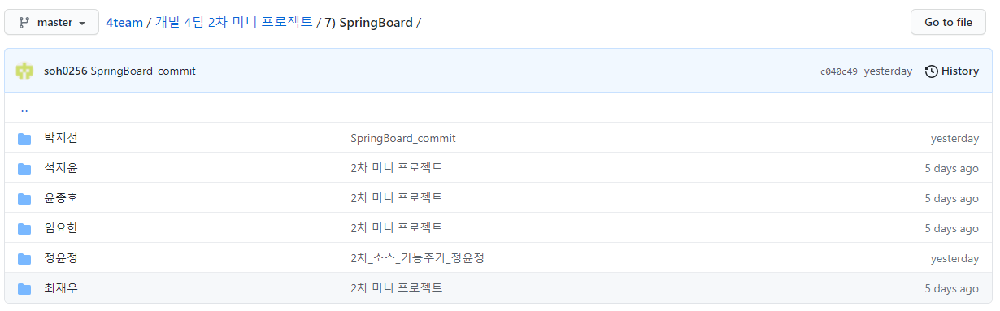 master 4team / 개발 4팀 2차 미니 프로젝트 / 7) SpringBoard / Go to file
soh0256 SpringBoard_commit c040c49 yesterday History
..
박지선 SpringBoard_commit yesterday
석지윤 2차 미니 프로젝트 5 days ago
윤종호 2차 미니 프로젝트 5 days ago
임요한 2차 미니 프로젝트 5 days ago
정윤정 2차_소스_기능추가_정윤정 yesterday
최재우 2차 미니 프로젝트 5 days ago